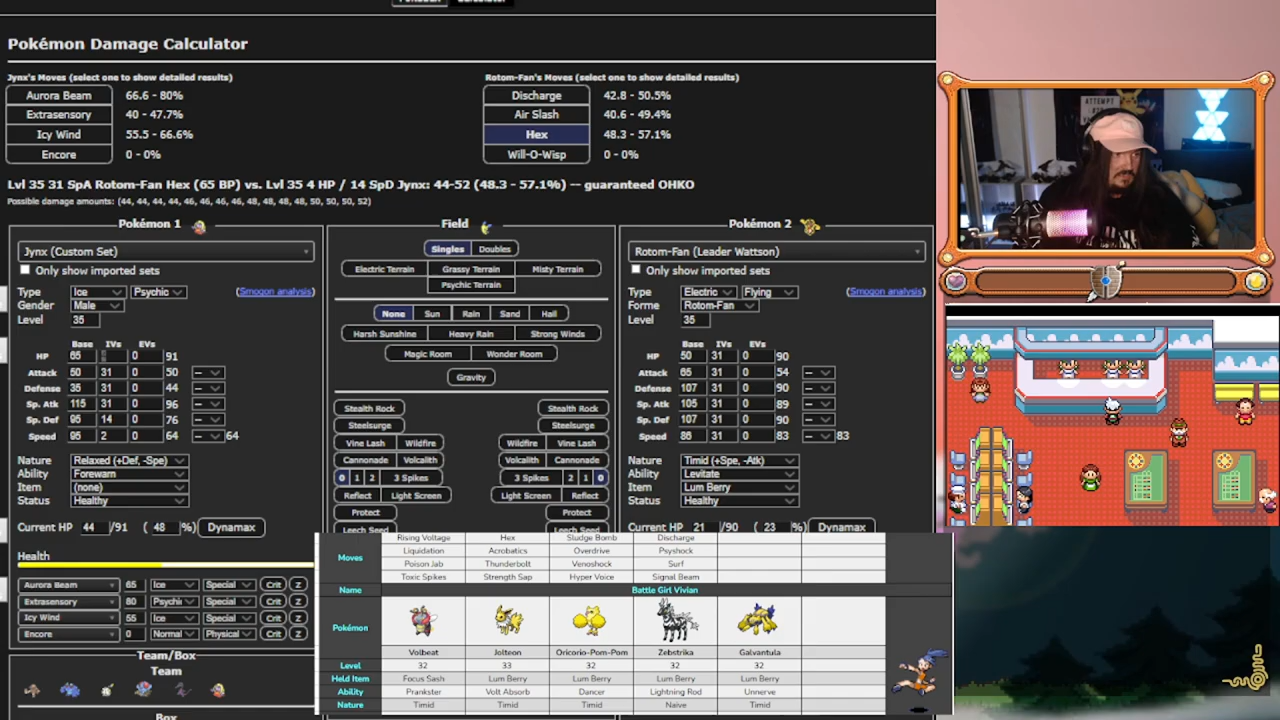 Pokémon Damage Calculator
Jynx's Moves (select one to show detailed results)
Aurora Beam 66.6 - 80%
Extrasensory 40 - 47.7%
Icy Wind 55.5 - 66.6%
Encore 0 - 0%
Rotom-Fan's Moves (select one to show detailed results)
Discharge 42.8 - 50.5%
Air Slash 40.6 - 49.4%
Hex 48.3 - 57.1%
Will-O-Wisp 0 - 0%
Lvl 35 31 SpA Rotom-Fan Hex (65 BP) vs. Lvl 35 4 HP / 14 SpD Jynx: 44-52 (48.3 - 57.1%) -- guaranteed OHKO
Possible damage amounts: (44, 44, 44, 44, 46, 46, 46, 46, 48, 48, 48, 48, 50, 50, 50, 52)
Pokémon 1
Jynx (Custom Set)
Only show imported sets
Type Ice Psychic (Smogon analysis)
Gender Male
Level 35
Base IVs EVs
HP 65 0 91
Attack 50 31 0 50 --
Defense 35 31 0 44 --
Sp. Atk 115 31 0 96 --
Sp. Def 95 14 0 76 --
Speed 95 2 0 64 -- 64
Nature Relaxed (+Def, -Spe)
Ability Forewarn
Item (none)
Status Healthy
Current HP 44 /91 ( 48 %) Dynamax
Health
Aurora Beam 65 Ice Special Crit Z
Extrasensory 80 Psychi Special Crit Z
Icy Wind 55 Ice Special Crit Z
Encore 0 Normal Physical Crit Z
Team/Box
Team
Box
Field
Singles Doubles
Electric Terrain Grassy Terrain Misty Terrain
Psychic Terrain
None Sun Rain Sand Hail
Harsh Sunshine Heavy Rain Strong Winds
Magic Room Wonder Room
Gravity
Stealth Rock Stealth Rock
Steelsurge Steelsurge
Vine Lash Wildfire Wildfire Vine Lash
Cannonade Volcalith Volcalith Cannonade
0 1 2 3 Spikes 3 Spikes 2 1 0
Reflect Light Screen Light Screen Reflect
Protect Protect
Leech Seed Leech Seed
Pokémon 2
Rotom-Fan (Leader Wattson)
Only show imported sets
Type Electric Flying (Smogon analysis)
Forme Rotom-Fan
Level 35
Base IVs EVs
HP 50 31 0 90
Attack 65 31 0 54 --
Defense 107 31 0 90 --
Sp. Atk 105 31 0 89 --
Sp. Def 107 31 0 90 --
Speed 86 31 0 83 -- 83
Nature Timid (+Spe, -Atk)
Ability Levitate
Item Lum Berry
Status Healthy
Current HP 21 /90 ( 23 %) Dynamax
Moves
Rising Voltage Hex Sludge Bomb Discharge
Liquidation Acrobatics Overdrive Psyshock
Poison Jab Thunderbolt Venoshock Surf
Toxic Spikes Strength Sap Hyper Voice Signal Beam
Name Battle Girl Vivian
Pokémon
Volbeat Jolteon Oricorio-Pom-Pom Zebstrika Galvantula
Level 32 33 32 32 32
Held Item Focus Sash Lum Berry Lum Berry Lum Berry Lum Berry
Ability Prankster Volt Absorb Dancer Lightning Rod Unnerve
Nature Timid Timid Timid Naive Timid
ATTEMPT